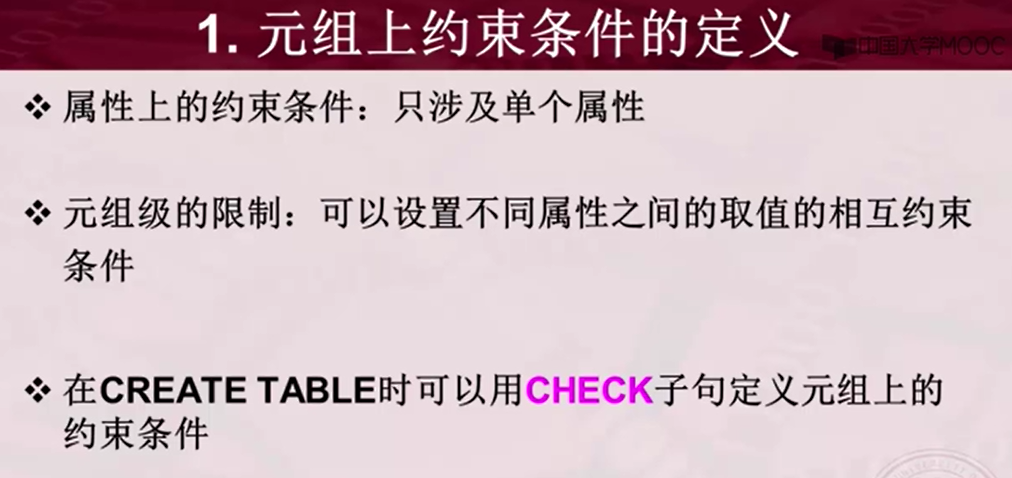 1. 元组上约束条件的定义
中国大学MOOC
❖ 属性上的约束条件：只涉及单个属性
❖ 元组级的限制：可以设置不同属性之间的取值的相互约束
条件
❖ 在CREATE TABLE时可以用CHECK子句定义元组上的
约束条件